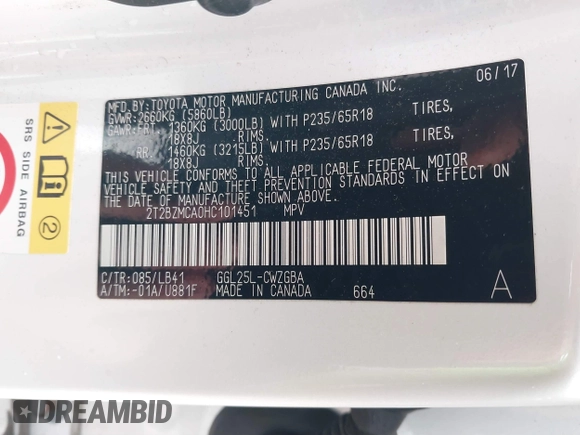 MFD.BY:TOYOTA MOTOR MANUFACTURING CANADA INC. 06/17
GVWR:2660KG(5860LB)
GAWR:FRT. 1360KG(3000LB)WITH P235/65R18 TIRES,
18X8J RIMS,
RR. 1460KG(3215LB)WITH P235/65R18 TIRES,
18X8J RIMS.
THIS VEHICLE CONFORMS TO ALL APPLICABLE FEDERAL MOTOR
VEHICLE SAFETY AND THEFT PREVENTION STANDARDS IN EFFECT ON
THE DATE OF MANUFACTURE SHOWN ABOVE.
2T2BZMCA0HC101451 MPV
C/TR:085/LB41 GGL25L-CWZGBA
A/TM:-01A/U881F MADE IN CANADA 664 A
SRS SIDE AIRBAG
2
DREAMBID